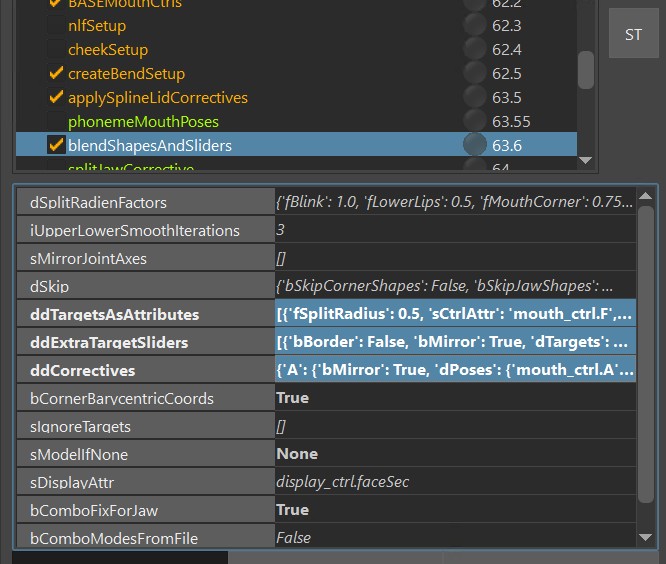 BASEMouthCtrls 62.2
nlfSetup 62.3
cheekSetup 62.4
createBendSetup 62.5
applySplineLidCorrectives 63.5
phonemeMouthPoses 63.55
blendShapesAndSliders 63.6
splitJawCorrective 64
ST
dSplitRadienFactors {'fBlink': 1.0, 'fLowerLips': 0.5, 'fMouthCorner': 0.75...
iUpperLowerSmoothIterations 3
sMirrorJointAxes []
dSkip {'bSkipCornerShapes': False, 'bSkipJawShapes': ...
ddTargetsAsAttributes [{'fSplitRadius': 0.5, 'sCtrlAttr': 'mouth_ctrl.F',...
ddExtraTargetSliders [{'bBorder': False, 'bMirror': True, 'dTargets': ...
ddCorrectives {'A': {'bMirror': True, 'dPoses': {'mouth_ctrl.A'...
bCornerBarycentricCoords True
sIgnoreTargets []
sModelIfNone None
sDisplayAttr display_ctrl.faceSec
bComboFixForJaw True
bComboModesFromFile False